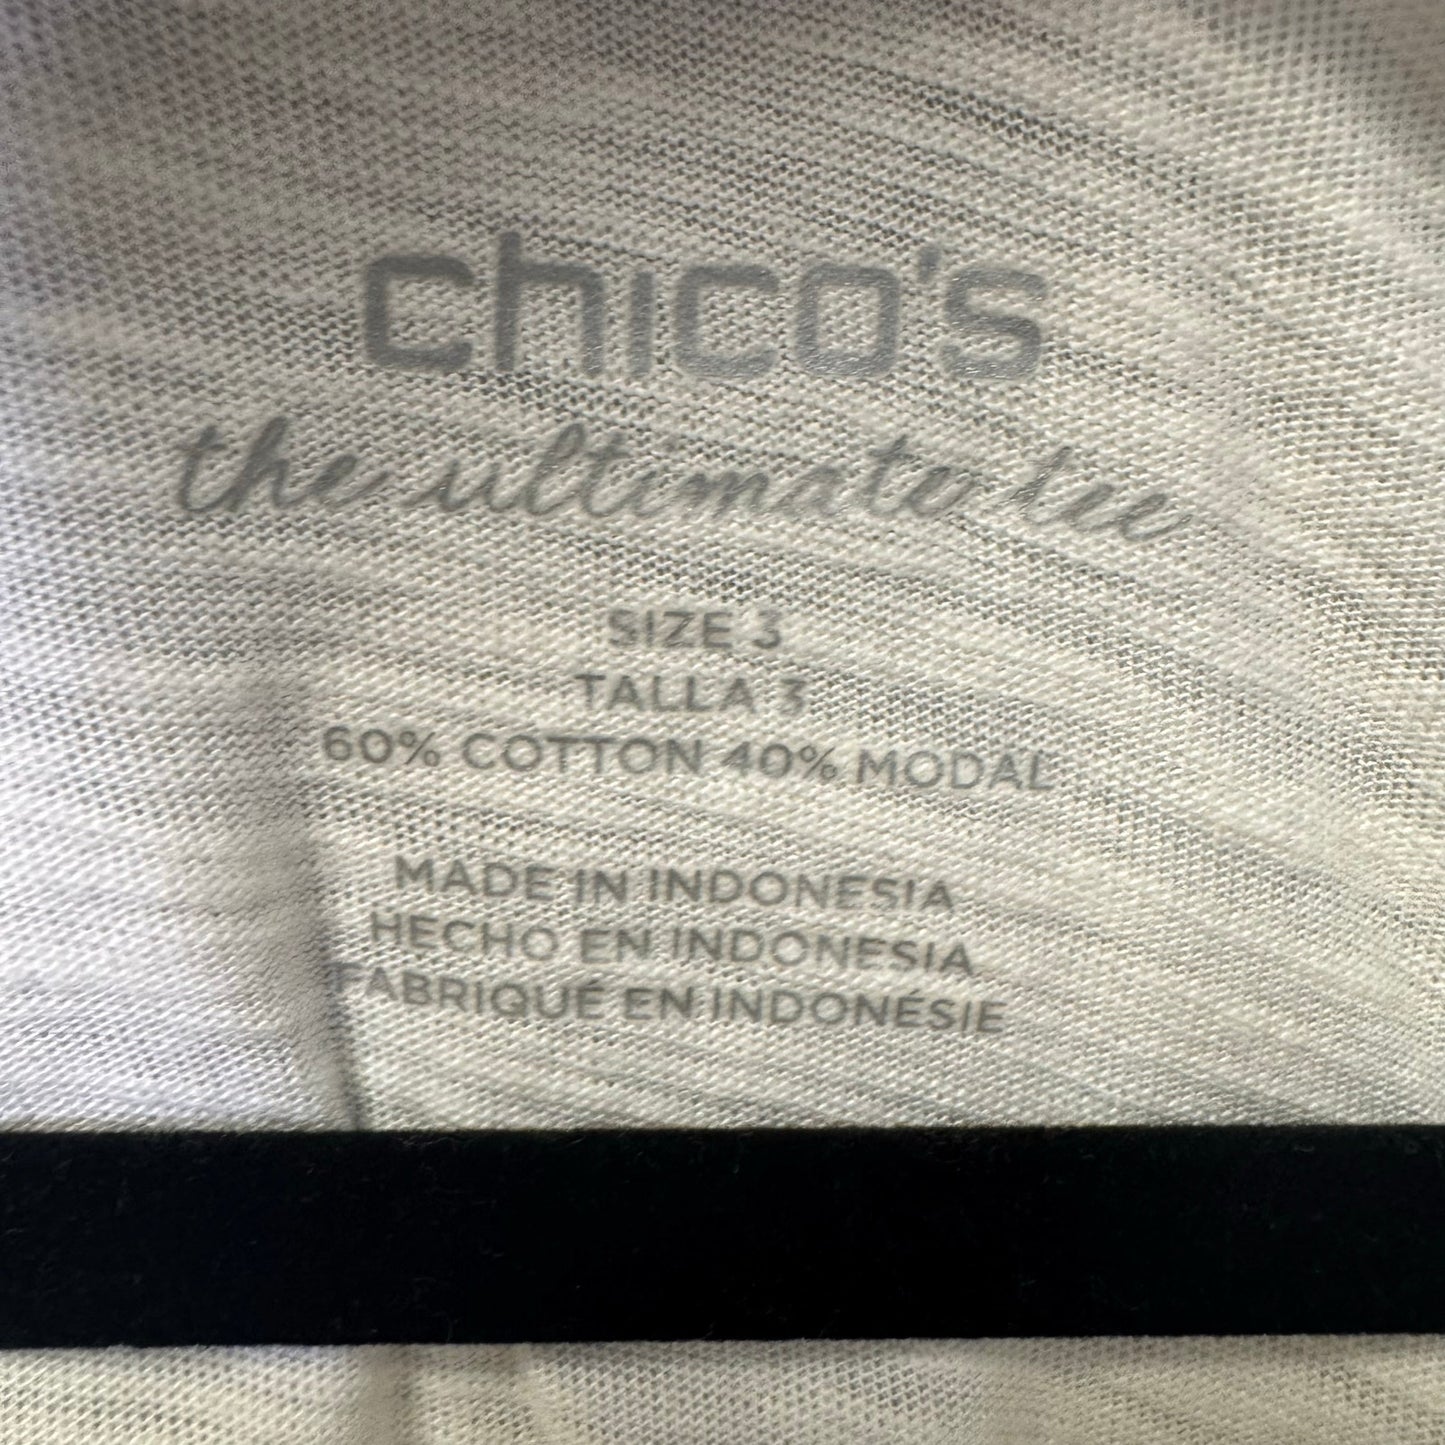 chico's
the ultimate tee
SIZE 3
TALLA 3
60% COTTON 40% MODAL
MADE IN INDONESIA
HECHO EN INDONESIA
FABRIQUÉ EN INDONÉSIE